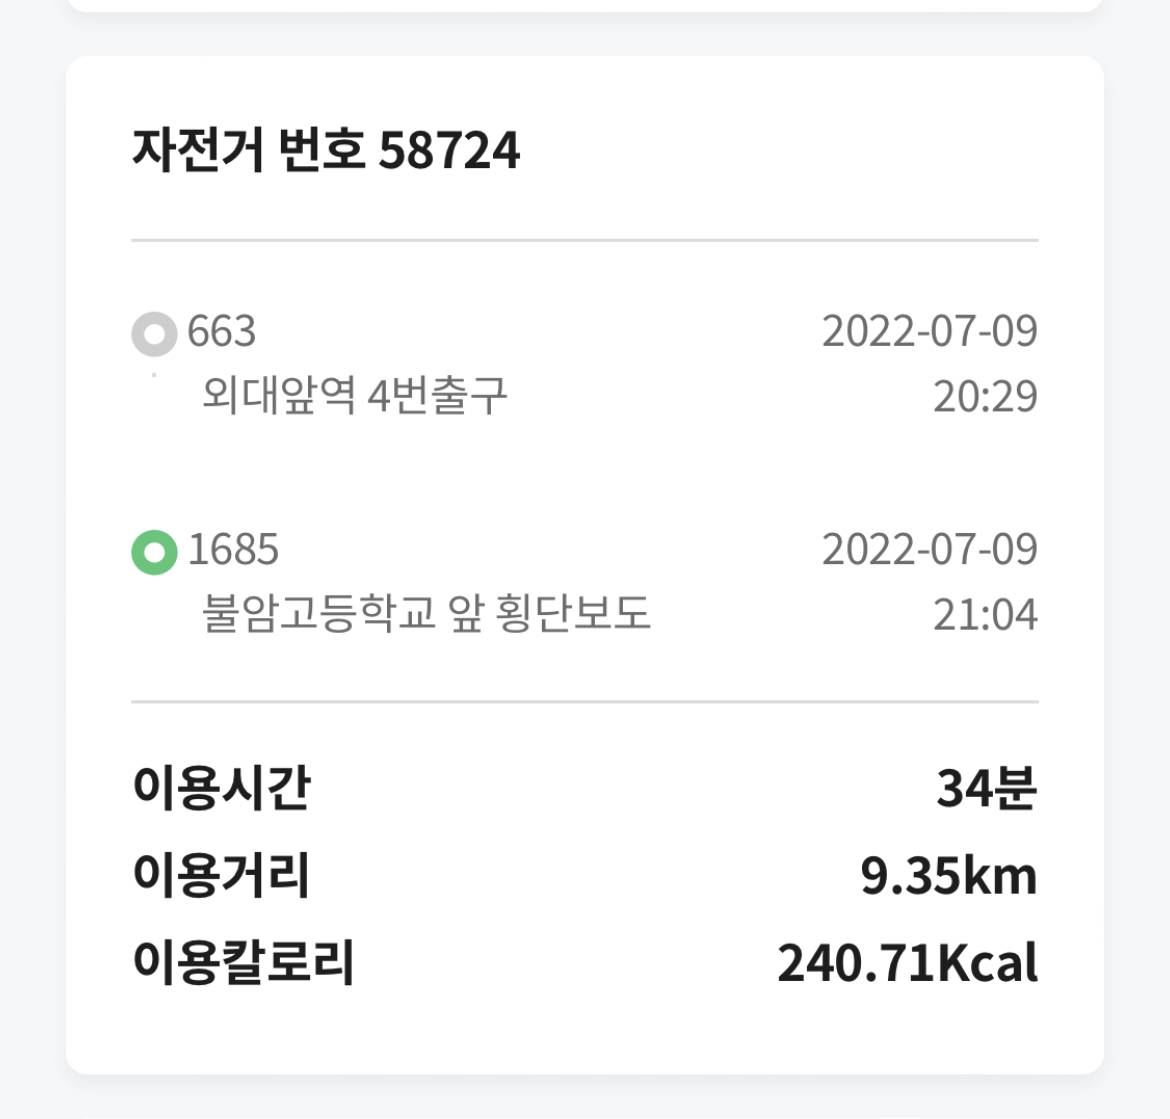 자전거 번호 58724
663 2022-07-09
외대앞역 4번출구 20:29
1685 2022-07-09
불암고등학교 앞 횡단보도 21:04
이용시간 34분
이용거리 9.35km
이용칼로리 240.71Kcal